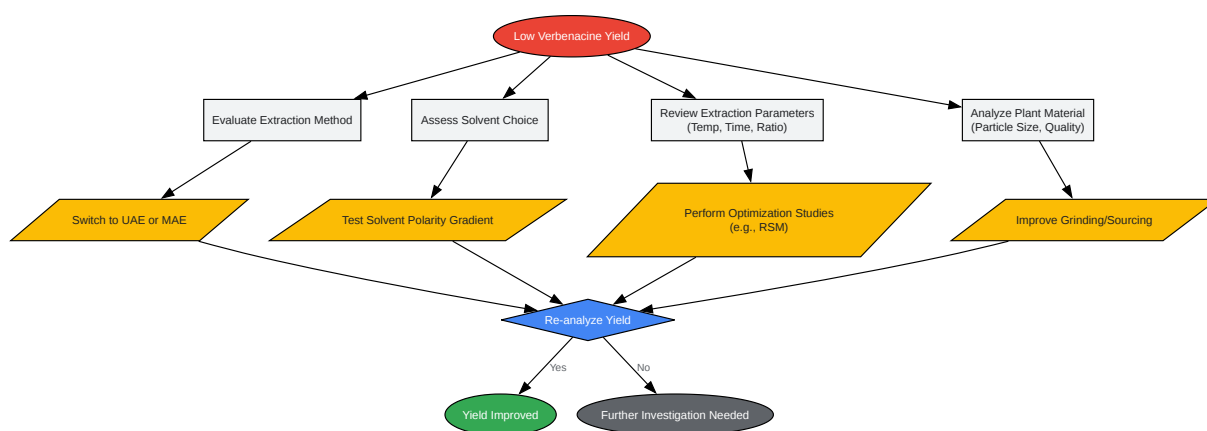 Low Verbenacine Yield
Evaluate Extraction Method
Assess Solvent Choice
Review Extraction Parameters
(Temp, Time, Ratio)
Analyze Plant Material
(Particle Size, Quality)
Switch to UAE or MAE
Test Solvent Polarity Gradient
Perform Optimization Studies
(e.g., RSM)
Improve Grinding/Sourcing
Re-analyze Yield
Yes
No
Yield Improved
Further Investigation Needed